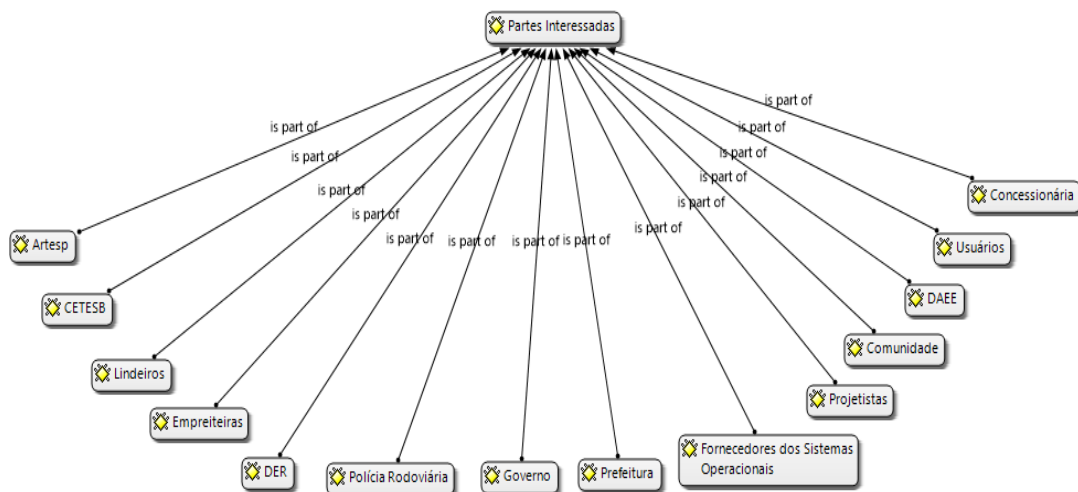 Partes Interessadas
is part of
is part of
is part of
is part of
is part of
is part of
is part of
is part of
is part of
is part of
is part of
is part of
is part of
is part of
Concessionária
Artesp
Usuários
CETESB
DAEE
Lindeiros
Comunidade
Empreiteiras
Projetistas
DER
Polícia Rodoviária
Governo
Prefeitura
Fornecedores dos Sistemas
Operacionais